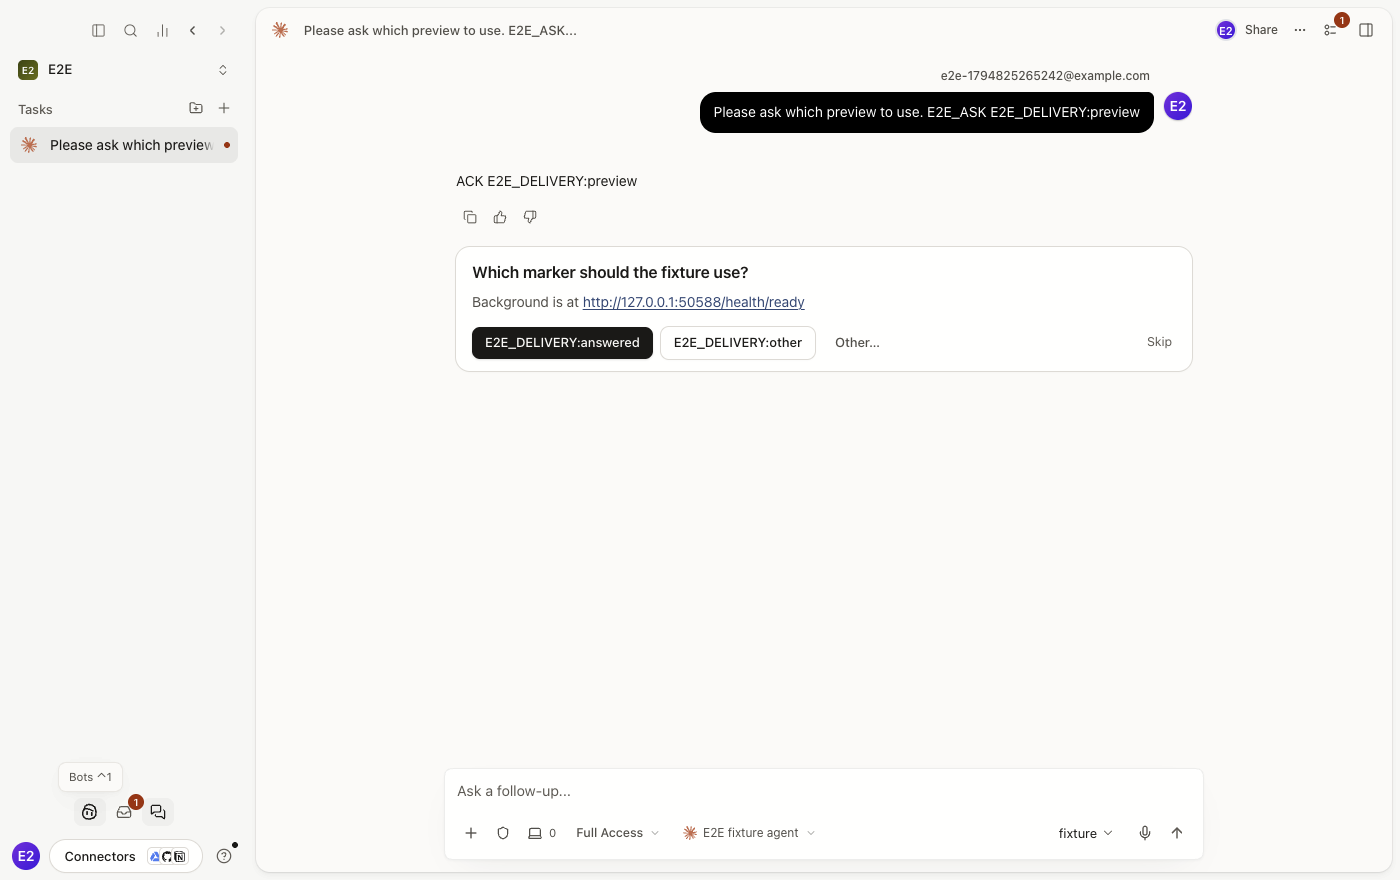 Please ask which preview to use. E2E_ASK...
E2 Share
1
E2 E2E
Tasks
Please ask which preview
e2e-1794825265242@example.com
Please ask which preview to use. E2E_ASK E2E_DELIVERY:preview
E2
ACK E2E_DELIVERY:preview
Which marker should the fixture use?
Background is at http://127.0.0.1:50588/health/ready
E2E_DELIVERY:answered E2E_DELIVERY:other Other... Skip
Bots ^1
1
E2 Connectors
Ask a follow-up...
0 Full Access E2E fixture agent fixture